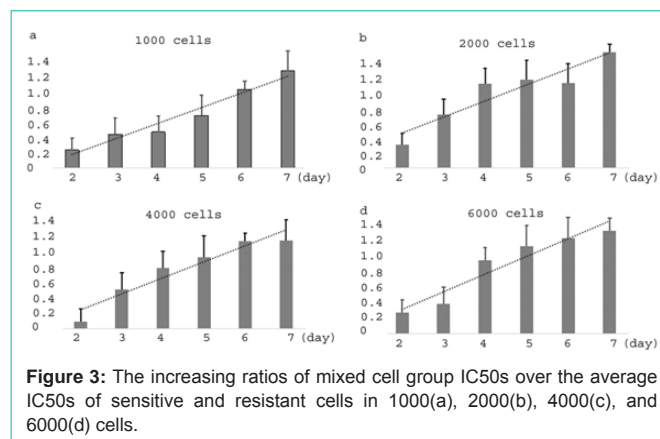 a
1000 cells
1.4
1.2
1.0
0.8
0.6
0.4
0.2
0
2 3 4 5 6 7 (day)
b
2000 cells
1.4
1.2
1.0
0.8
0.6
0.4
0.2
0
2 3 4 5 6 7 (day)
c
4000 cells
1.4
1.2
1.0
0.8
0.6
0.4
0.2
0
2 3 4 5 6 7 (day)
d
6000 cells
1.4
1.2
1.0
0.8
0.6
0.4
0.2
0
2 3 4 5 6 7 (day)
Figure 3: The increasing ratios of mixed cell group IC50s over the average
IC50s of sensitive and resistant cells in 1000(a), 2000(b), 4000(c), and
6000(d) cells.